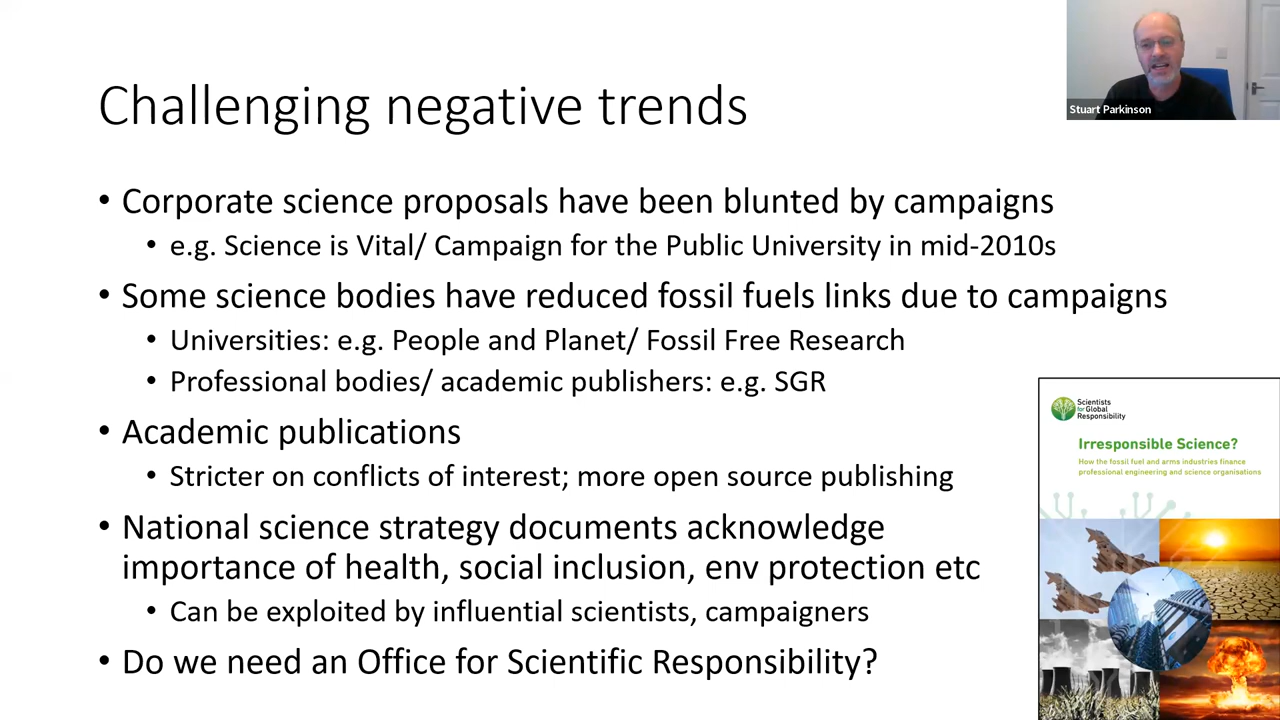 Challenging negative trends
Stuart Parkinson
• Corporate science proposals have been blunted by campaigns
• e.g. Science is Vital/ Campaign for the Public University in mid-2010s
• Some science bodies have reduced fossil fuels links due to campaigns
• Universities: e.g. People and Planet/ Fossil Free Research
• Professional bodies/ academic publishers: e.g. SGR
• Academic publications
• Stricter on conflicts of interest; more open source publishing
• National science strategy documents acknowledge
importance of health, social inclusion, env protection etc
• Can be exploited by influential scientists, campaigners
• Do we need an Office for Scientific Responsibility?
Scientists
for Global
Responsibility
Irresponsible Science?
How the fossil fuel and arms industries finance
professional engineering and science organisations